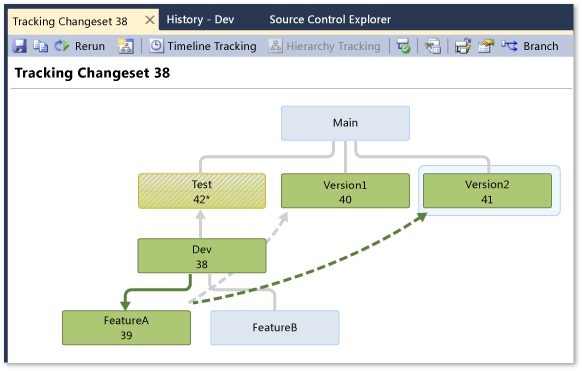 Tracking Changeset 38
History - Dev
Source Control Explorer
Rerun
Timeline Tracking
Hierarchy Tracking
Branch
Tracking Changeset 38
Main
Test
42*
Version1
40
Version2
41
Dev
38
FeatureA
39
FeatureB